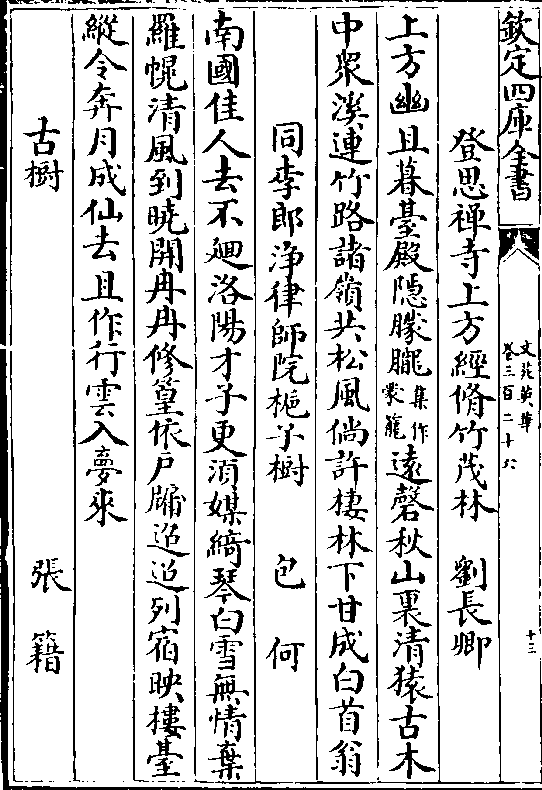 欽定四庫全書
文苑英華
卷三百二十六
十三
登思禅寺上方經脩竹茂林　劉長卿
上方幽且暮臺殿隠朦朧集作蒙籠遠磬秋山裏清猿古木
中衆溪連竹路諸嶺共松風倘許棲林下甘成白首翁
同李郎浄律師院栀子樹　包何
南國佳人去不廻洛陽才子更湏媒綺琴白雪無情棄
羅幌清風到曉開冉冉修篁依戸牖迢迢列宿映樓臺
縱令奔月成仙去且作行雲入夢來
古樹　張籍